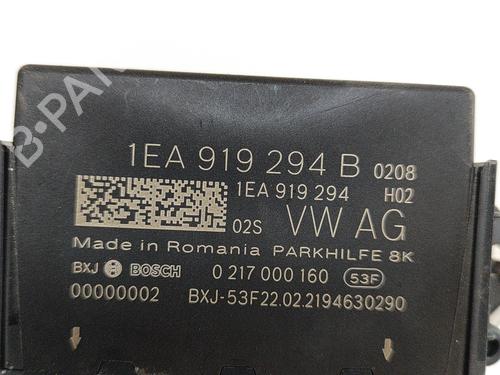 B-PARTS
1EA 919 294 B 0208
1EA 919 294 H02
02S VW AG
Made in Romania PARKHILFE 8K
BXJ BOSCH 0 217 000 160 53F
00000002 BXJ-53F22.02.2194630290